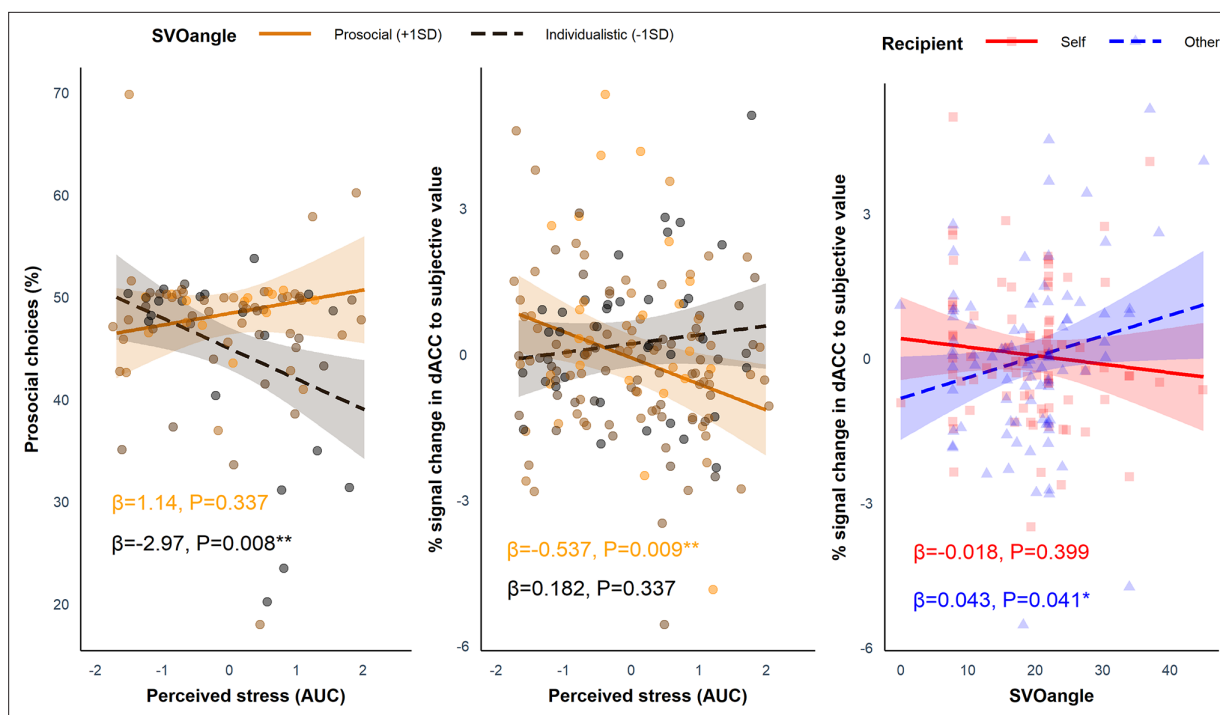 SVOangle Prosocial (+1SD) Individualistic (-1SD)
Recipient Self Other
Prosocial choices (%)
70
60
50
40
30
20
β=1.14, P=0.337
β=-2.97, P=0.008**
-2 -1 0 1 2
Perceived stress (AUC)
% signal change in dACC to subjective value
3
0
-3
-6
β=-0.537, P=0.009**
β=0.182, P=0.337
-2 -1 0 1 2
Perceived stress (AUC)
% signal change in dACC to subjective value
3
0
-3
-6
β=-0.018, P=0.399
β=0.043, P=0.041*
0 10 20 30 40
SVOangle